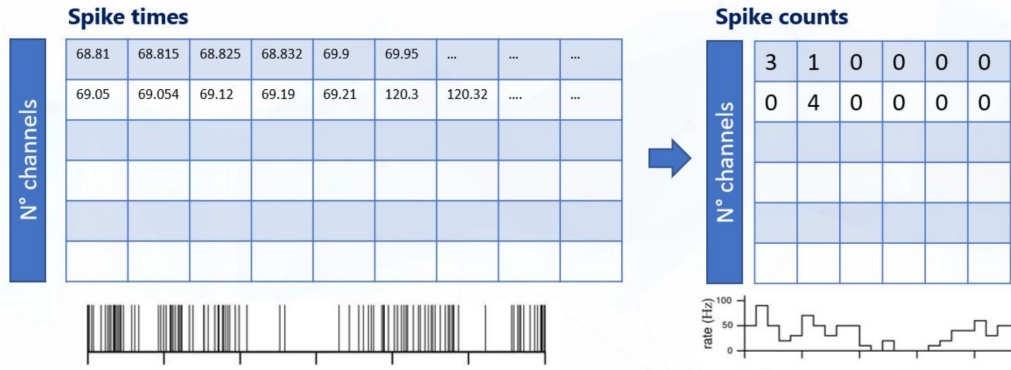 Spike times
Spike counts
N° channels
68.81 68.815 68.825 68.832 69.9 69.95 ... ... ...
69.05 69.054 69.12 69.19 69.21 120.3 120.32 .... ...
N° channels
3 1 0 0 0 0
0 4 0 0 0 0
rate (Hz)
100
50
0